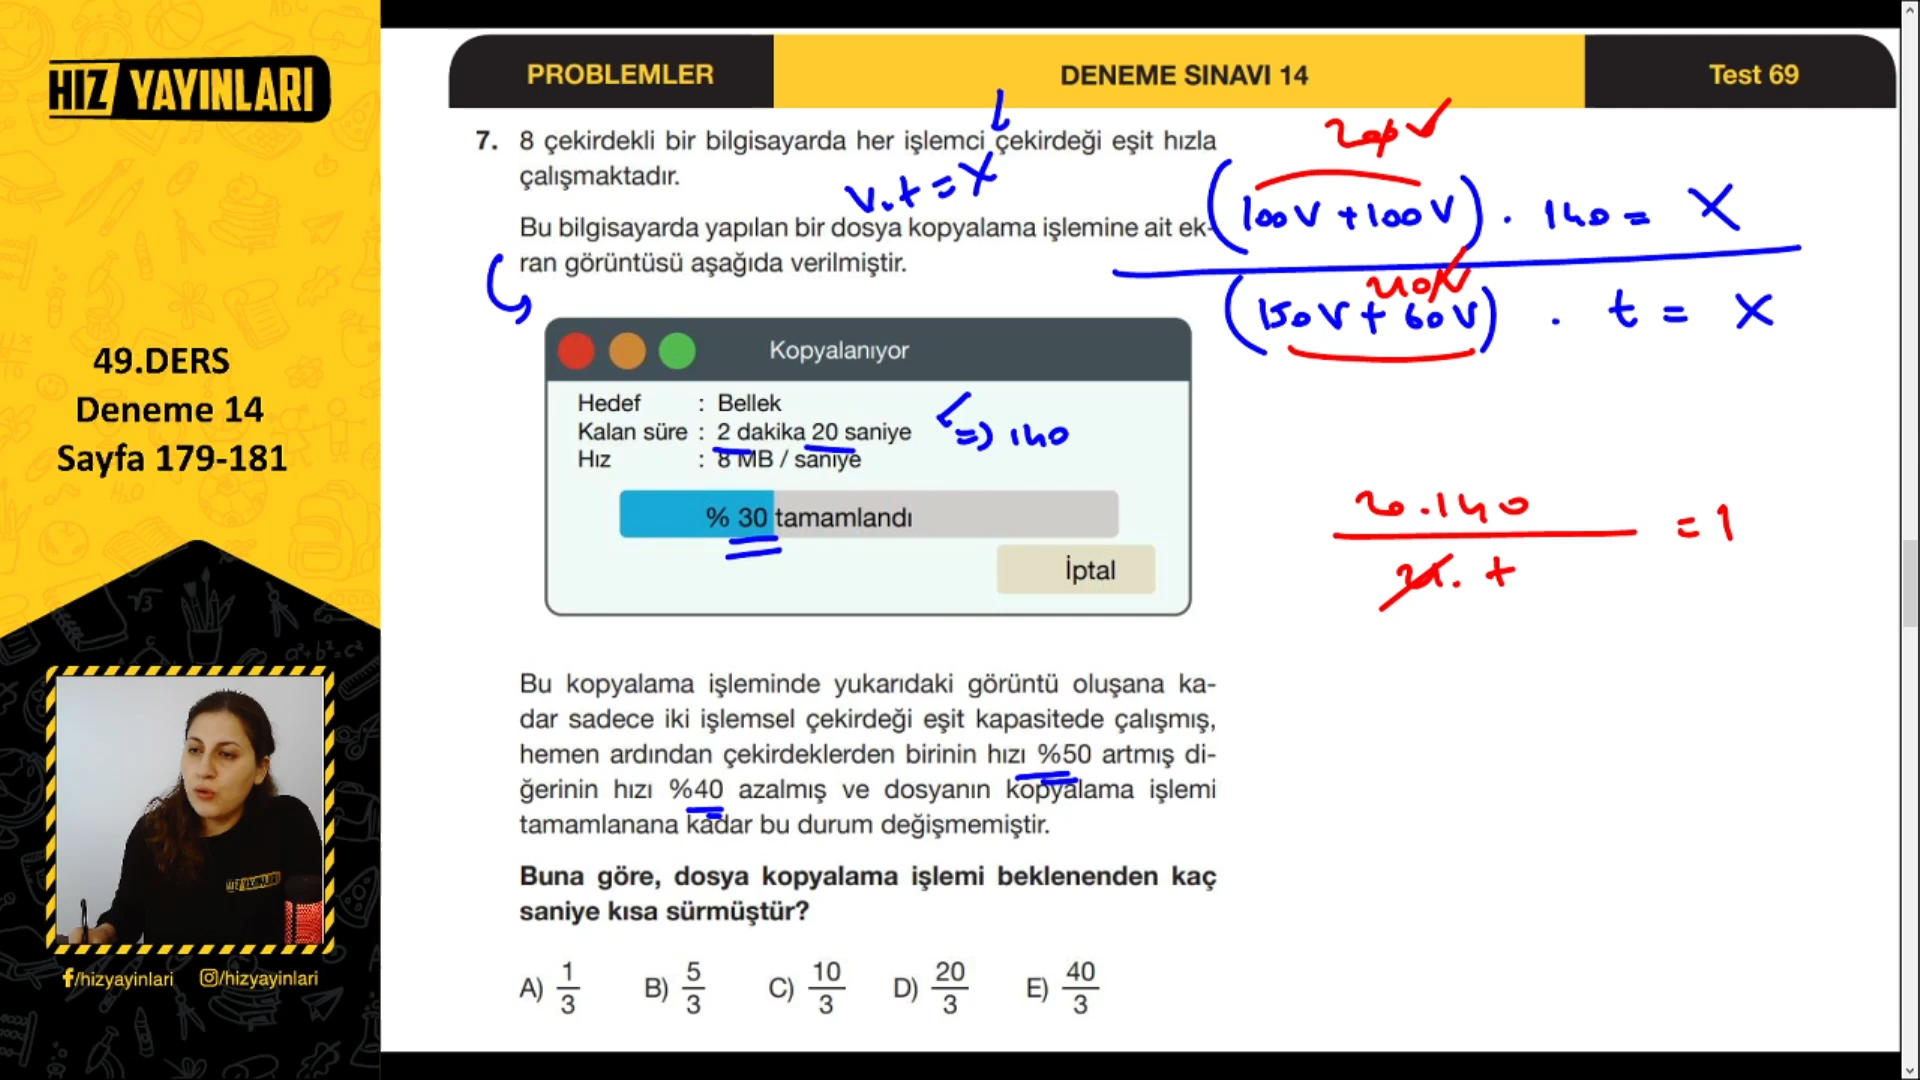 HIZ YAYINLARI
49.DERS
Deneme 14
Sayfa 179-181
f/hizyayinlari
/hizyayinlari
PROBLEMLER
DENEME SINAVI 14
Test 69
7. 8 çekirdekli bir bilgisayarda her işlemci çekirdeği eşit hızla
çalışmaktadır.
v.t = x
Bu bilgisayarda yapılan bir dosya kopyalama işlemine ait ek-
ran görüntüsü aşağıda verilmiştir.
Kopyalanıyor
Hedef : Bellek
Kalan süre : 2 dakika 20 saniye
=> 140
Hız : 8 MB / saniye
% 30 tamamlandı
İptal
Bu kopyalama işleminde yukarıdaki görüntü oluşana ka-
dar sadece iki işlemsel çekirdeği eşit kapasitede çalışmış,
hemen ardından çekirdeklerden birinin hızı %50 artmış di-
ğerinin hızı %40 azalmış ve dosyanın kopyalama işlemi
tamamlanana kadar bu durum değişmemiştir.
Buna göre, dosya kopyalama işlemi beklenenden kaç
saniye kısa sürmüştür?
A) 1/3 B) 5/3 C) 10/3 D) 20/3 E) 40/3
200V
(100V + 100V) . 140 = X
210V
(150V + 60V) . t = X
20.140
= 1
21. t
HIZ YAYINLARI